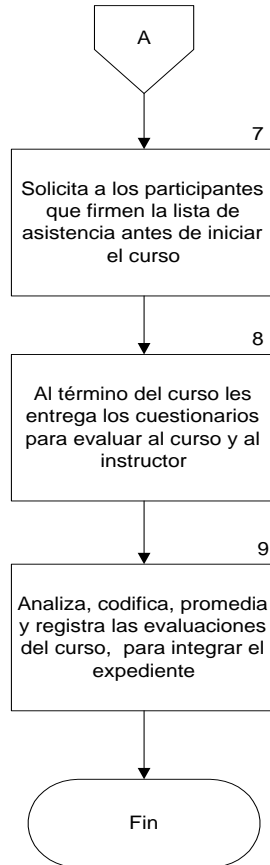 A
7
Solicita a los participantes
que firmen la lista de
asistencia antes de iniciar
el curso
8
Al término del curso les
entrega los cuestionarios
para evaluar al curso y al
instructor
9
Analiza, codifica, promedia
y registra las evaluaciones
del curso, para integrar el
expediente
Fin